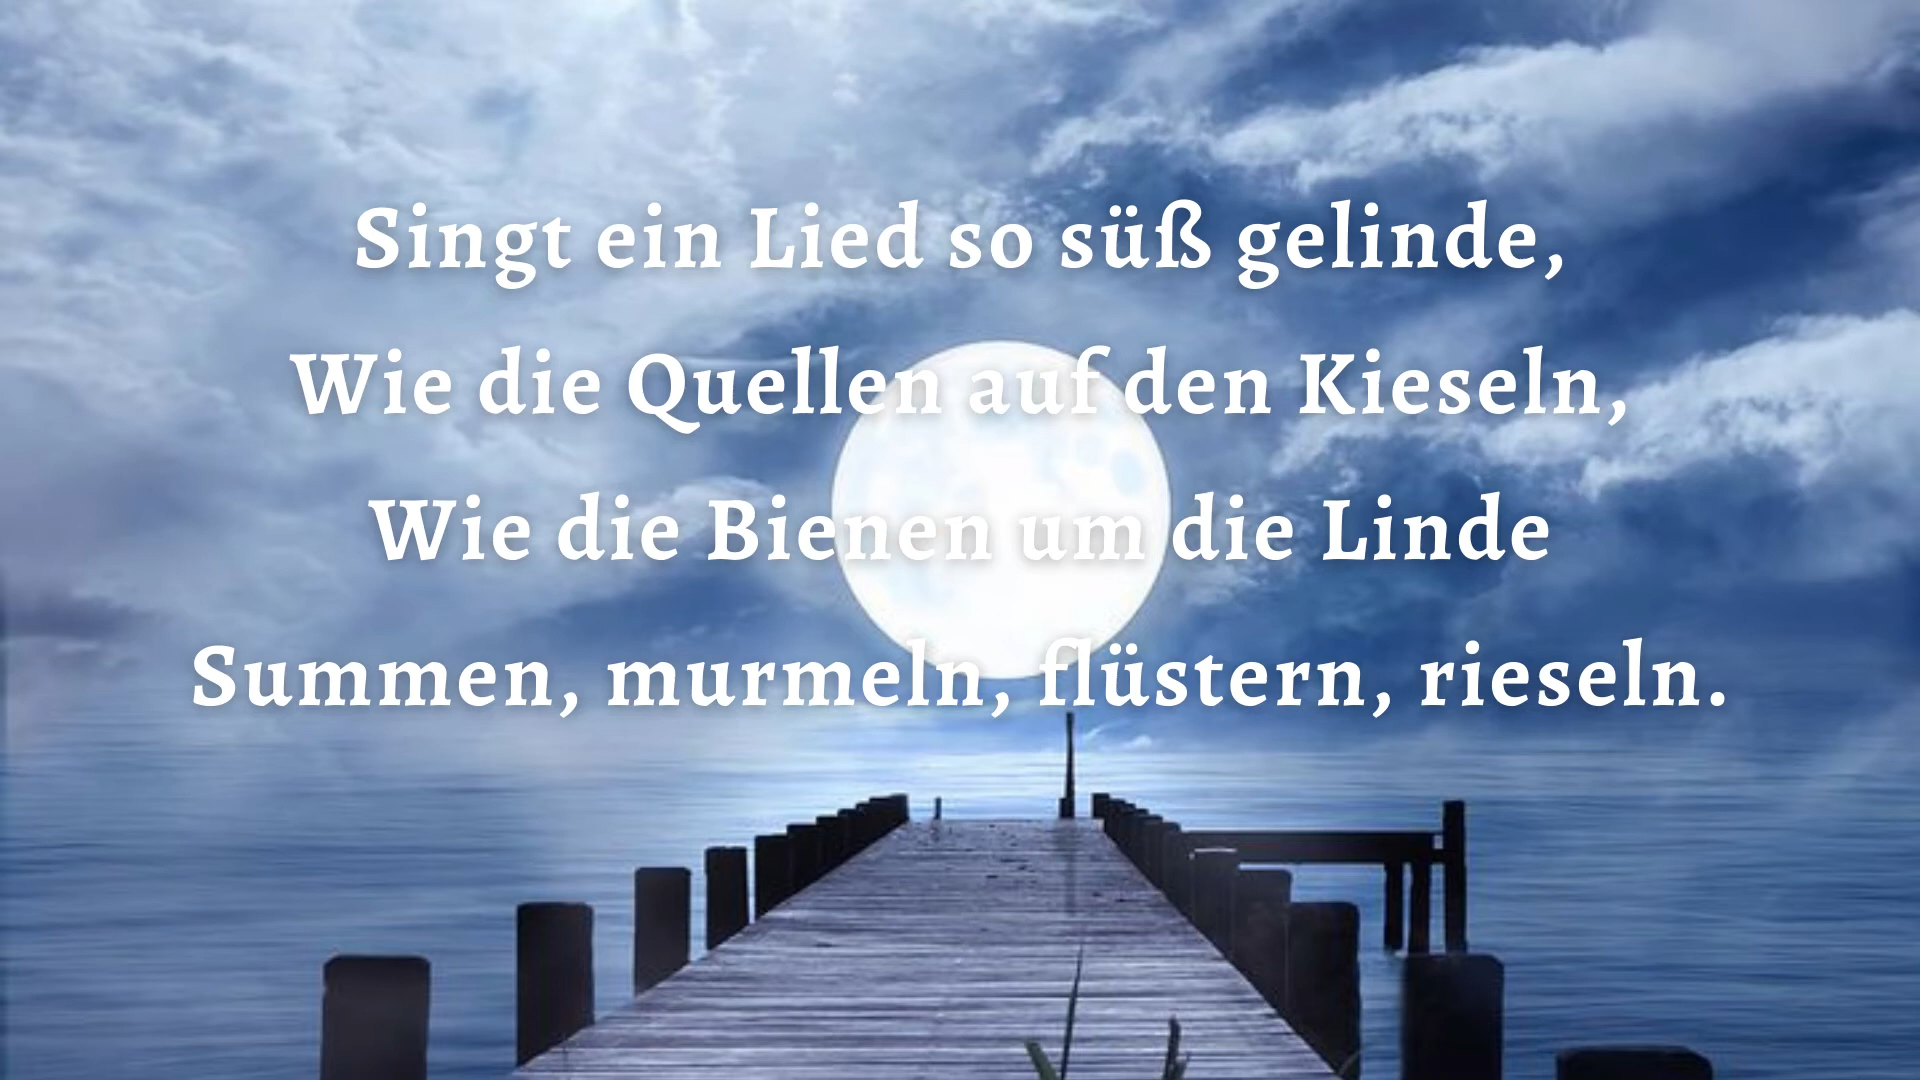 Singt ein Lied so süß gelinde,
Wie die Quellen auf den Kieseln,
Wie die Bienen um die Linde
Summen, murmeln, flüstern, rieseln.